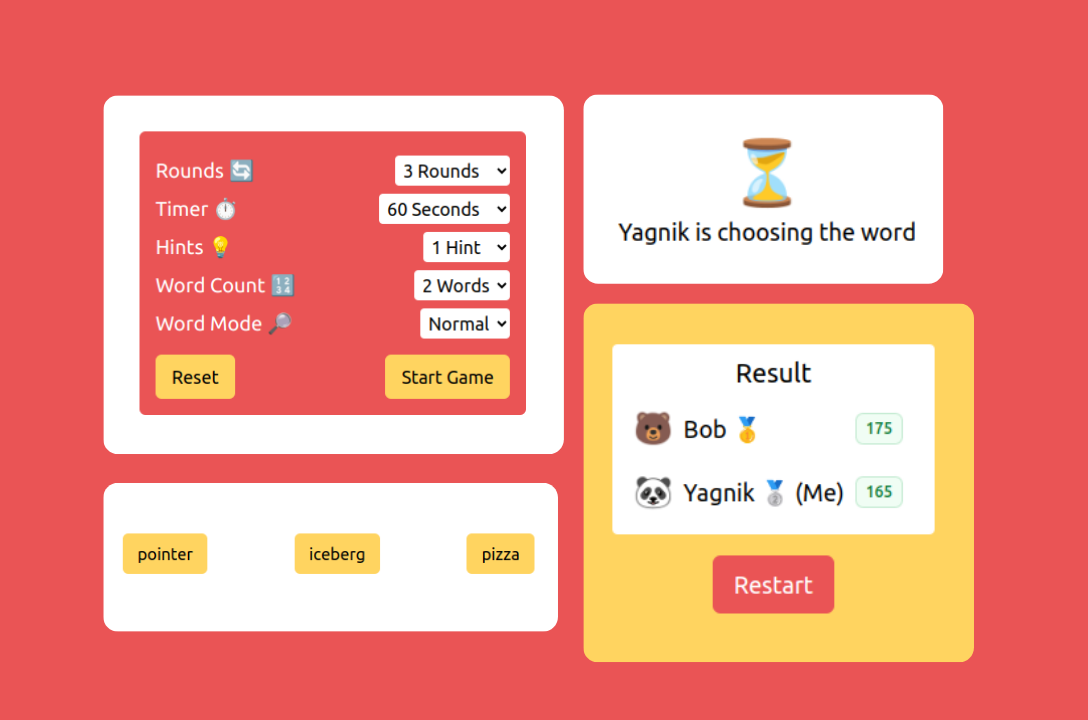 Rounds 🔄 3 Rounds
Timer ⏱️ 60 Seconds
Hints 💡 1 Hint
Word Count 🔢 2 Words
Word Mode 🔎 Normal
Reset Start Game
pointer iceberg pizza
Yagnik is choosing the word
Result
Bob 🥇 175
Yagnik 🥈 (Me) 165
Restart